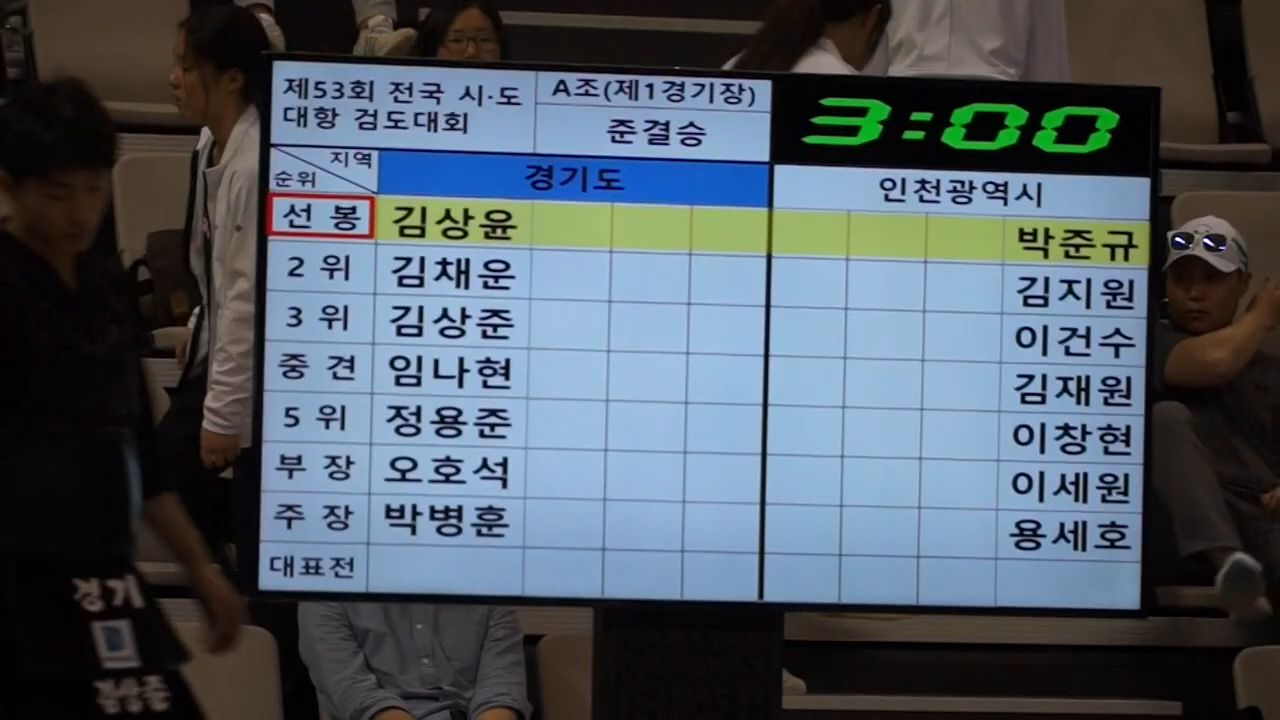 제53회 전국 시·도
대항 검도대회
A조(제1경기장)
준결승
3:00
지역
순위
경기도
인천광역시
선 봉 김상윤 박준규
2 위 김채운 김지원
3 위 김상준 이건수
중 견 임나현 김재원
5 위 정용준 이창현
부 장 오호석 이세원
주 장 박병훈 용세호
대표전
경기